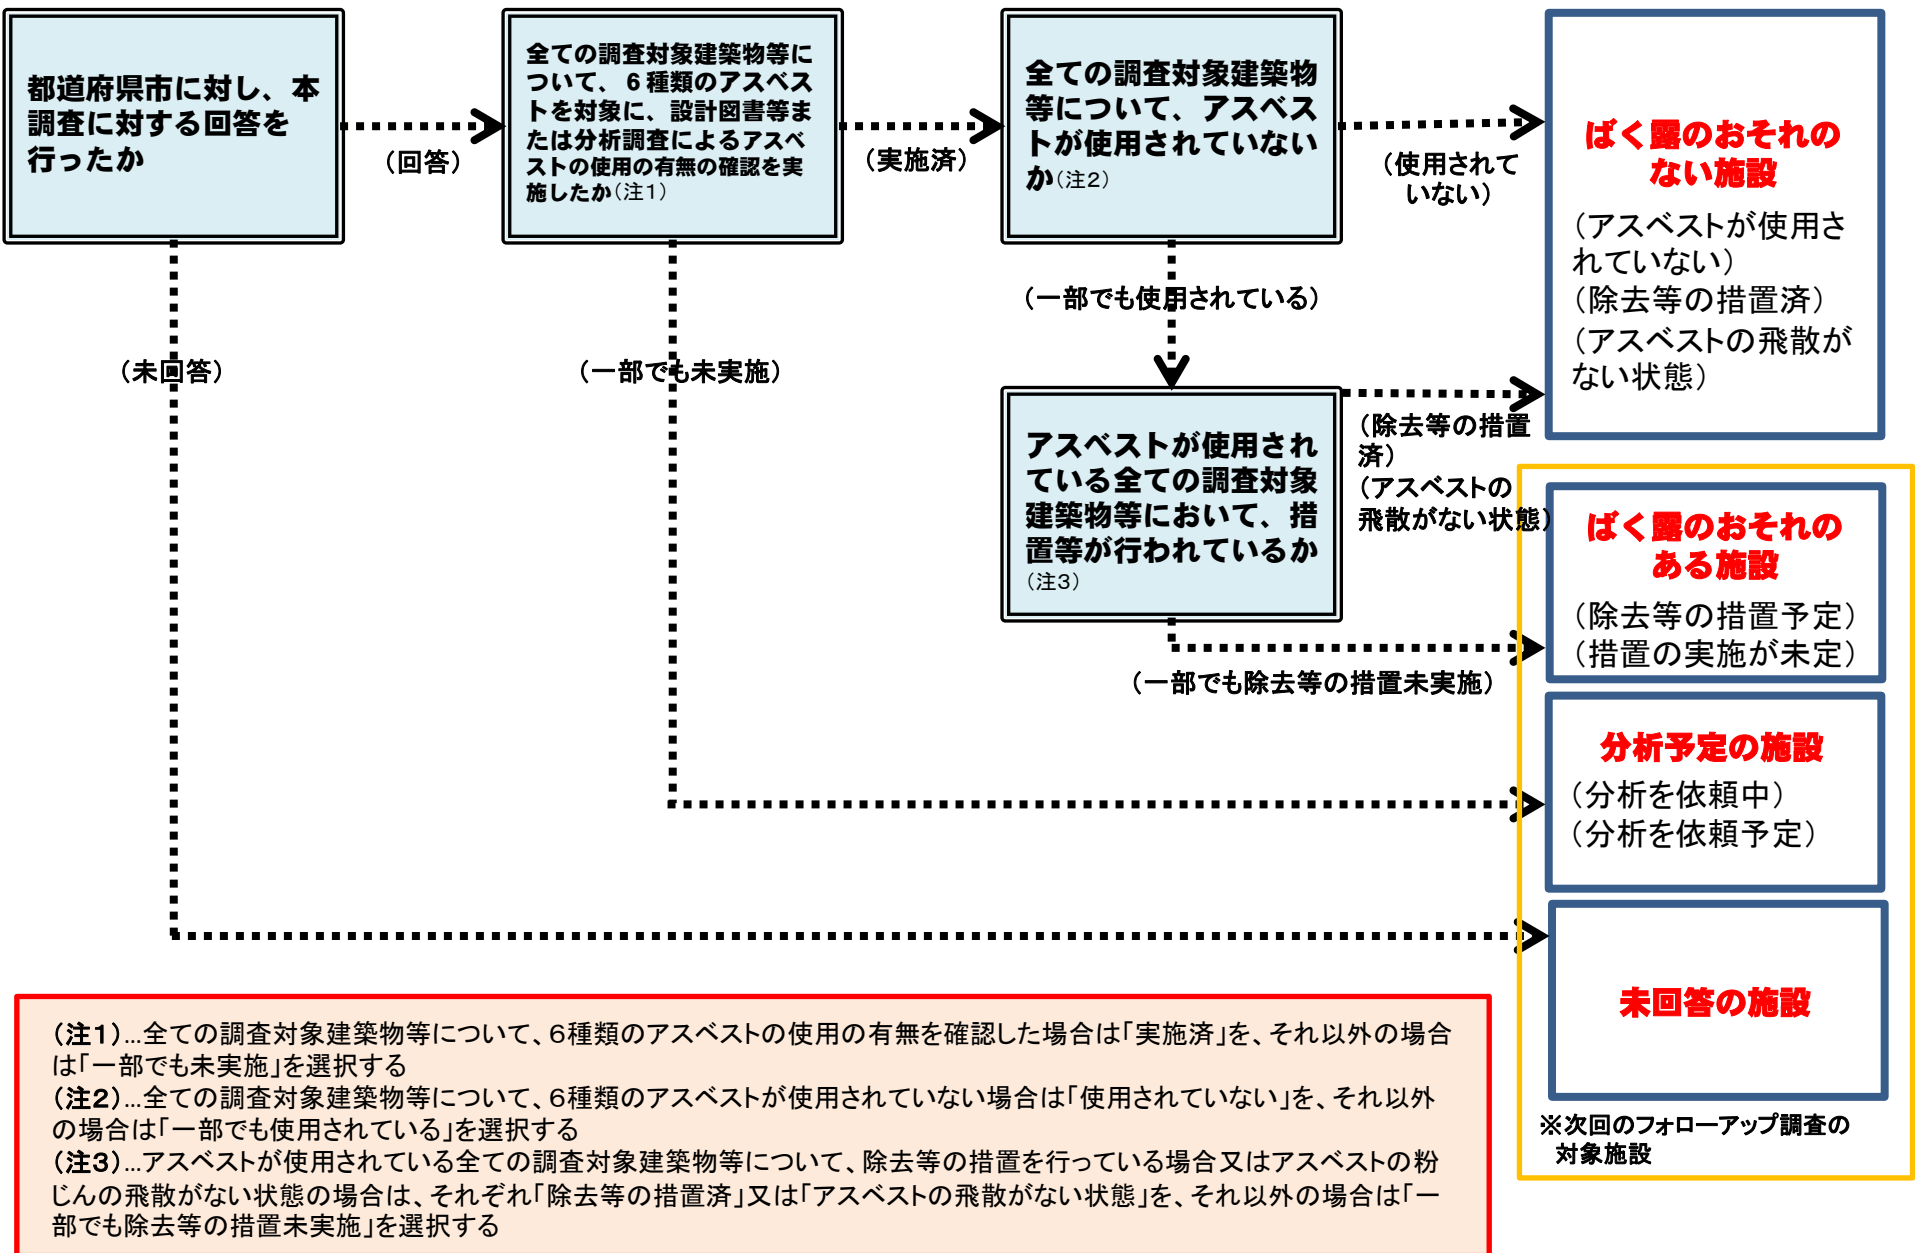 都道府県市に対し、本
調査に対する回答を
行ったか
(回答)
全ての調査対象建築物等に
ついて、６種類のアスベス
トを対象に、設計図書等ま
たは分析調査によるアスベ
ストの使用の有無の確認を実
施したか(注1)
(実施済)
全ての調査対象建築物
等について、アスベス
トが使用されていない
か(注2)
(使用されて
いない)
ばく露のおそれの
ない施設
(アスベストが使用さ
れていない)
(除去等の措置済)
(アスベストの飛散が
ない状態)
(一部でも使用されている)
(未回答)
(一部でも未実施)
アスベストが使用され
ている全ての調査対象
建築物等において、措
置等が行われているか
(注3)
(除去等の措置
済)
(アスベストの
飛散がない状態)
(一部でも除去等の措置未実施)
ばく露のおそれの
ある施設
(除去等の措置予定)
(措置の実施が未定)
分析予定の施設
(分析を依頼中)
(分析を依頼予定)
未回答の施設
※次回のフォローアップ調査の
対象施設
(注1)…全ての調査対象建築物等について、6種類のアスベストの使用の有無を確認した場合は「実施済」を、それ以外の場合
は「一部でも未実施」を選択する
(注2)…全ての調査対象建築物等について、6種類のアスベストが使用されていない場合は「使用されていない」を、それ以外
の場合は「一部でも使用されている」を選択する
(注3)…アスベストが使用されている全ての調査対象建築物等について、除去等の措置を行っている場合又はアスベストの粉
じんの飛散がない状態の場合は、それぞれ「除去等の措置済」又は「アスベストの飛散がない状態」を、それ以外の場合は「一
部でも除去等の措置未実施」を選択する